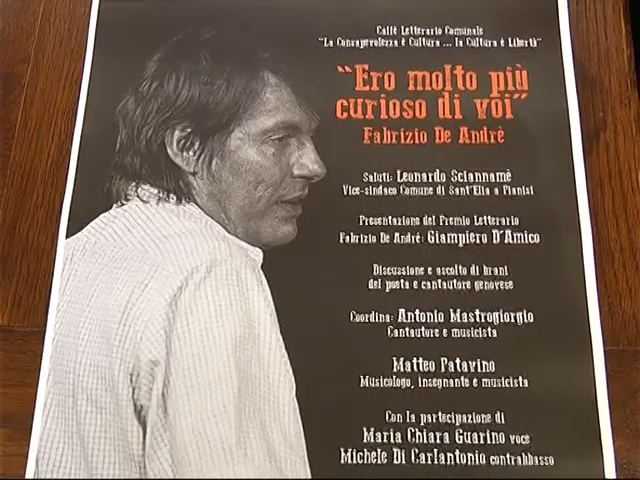 Caffè Letterario Comunale
"La Consapevolezza è Cultura ... la Cultura è Libertà"
"Ero molto più
curioso di voi"
Fabrizio De Andrè
Saluti: Leonardo Sciannamè
Vice-sindaco Comune di Sant'Elia a Pianisi
Presentazione del Premio Letterario
Fabrizio De Andrè: Giampiero D'Amico
Discussione e ascolto di brani
del poeta e cantautore genovese
Coordina: Antonio Mastrogiorgio
Cantautore e musicista
Matteo Patavino
Musicologo, insegnante e musicista
Con la partecipazione di
Maria Chiara Guarino voce
Michele Di Carlantonio contrabbasso